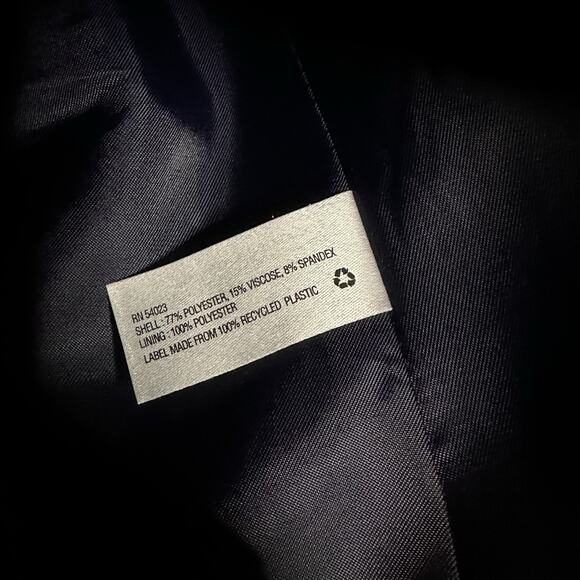 RN 54023
SHELL : 77% POLYESTER, 15% VISCOSE, 8% SPANDEX
LINING : 100% POLYESTER
LABEL MADE FROM 100% RECYCLED PLASTIC